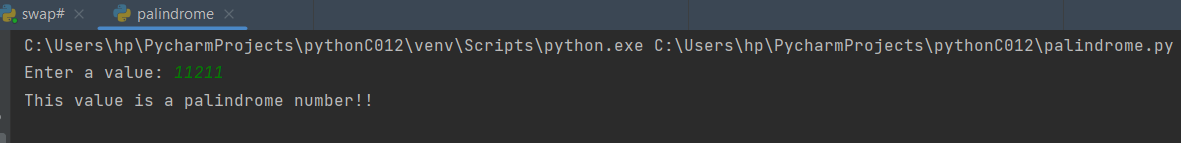 swap# palindrome
C:\Users\hp\PycharmProjects\pythonC012\venv\Scripts\python.exe C:\Users\hp\PycharmProjects\pythonC012\palindrome.py
Enter a value: 11211
This value is a palindrome number!!